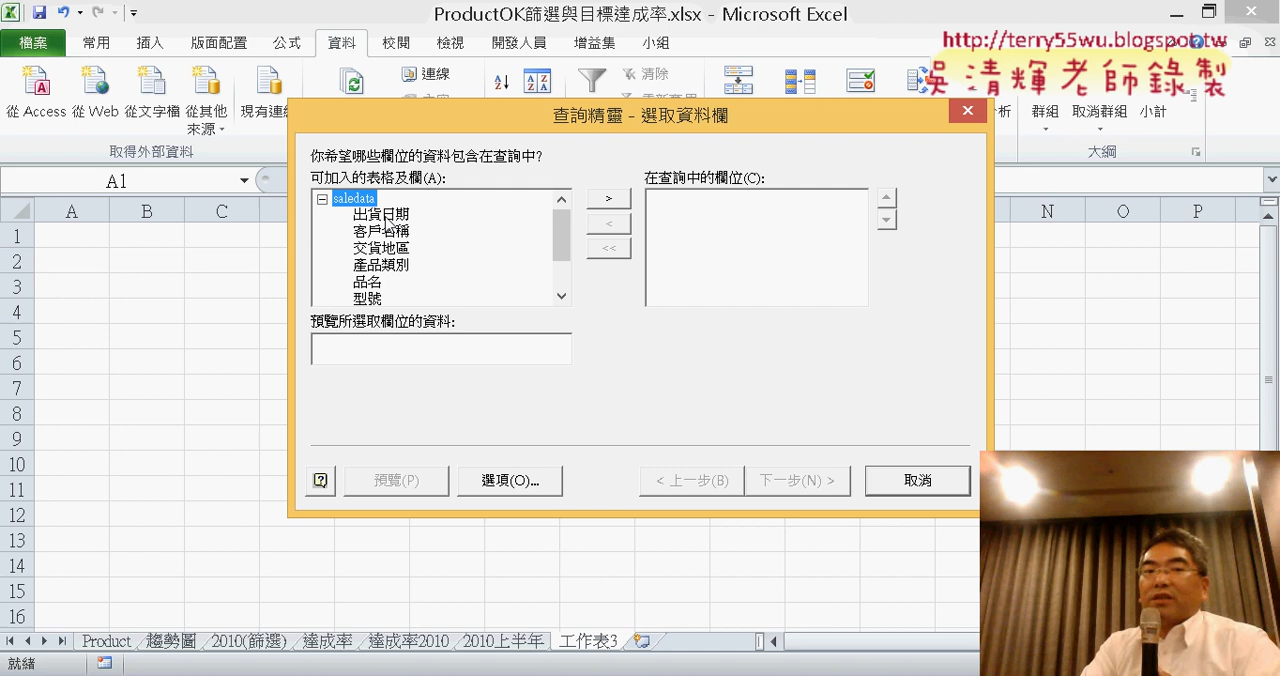 ProductOK篩選與目標達成率.xlsx - Microsoft Excel
檔案 常用 插入 版面配置 公式 資料 校閱 檢視 開發人員 增益集 小組
http://terry55wu.blogspot.tw
吳清輝老師錄製
從 Access 從 Web 從文字檔 從其他來源 現有連線
連線
清除
群組 取消群組 小計
取得外部資料
大綱
A1
查詢精靈 - 選取資料欄
你希望哪些欄位的資料包含在查詢中?
可加入的表格及欄(A):
在查詢中的欄位(C):
saledata
出貨日期
客戶名稱
交貨地區
產品類別
品名
型號
>
<
<<
預覽所選取欄位的資料:
預覽(P)
選項(O)...
< 上一步(B)
下一步(N) >
取消
A B C N O P
1
2
3
4
5
6
7
8
9
10
11
12
13
14
15
16
Product 趨勢圖 2010(篩選) 達成率 達成率2010 2010上半年 工作表3
就緒